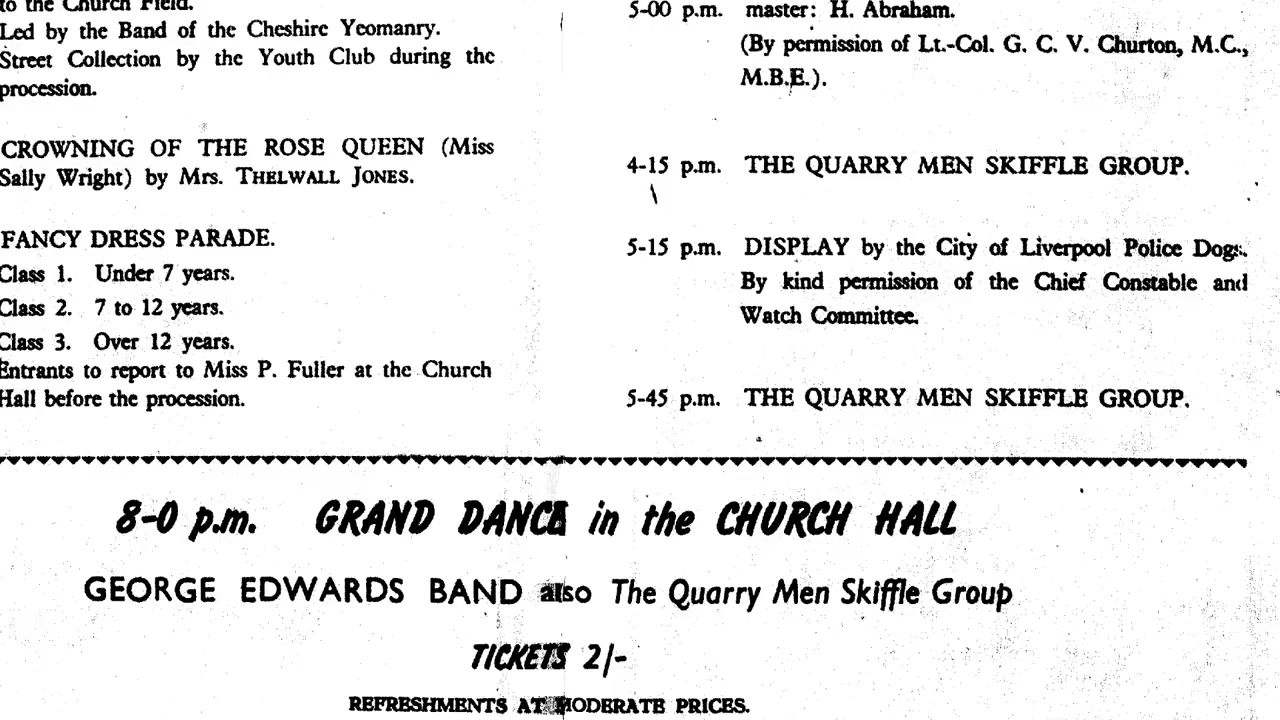 to the Church Field.
Led by the Band of the Cheshire Yeomanry.
Street Collection by the Youth Club during the
procession.
CROWNING OF THE ROSE QUEEN (Miss
Sally Wright) by Mrs. THELWALL JONES.
FANCY DRESS PARADE.
Class 1. Under 7 years.
Class 2. 7 to 12 years.
Class 3. Over 12 years.
Entrants to report to Miss P. Fuller at the Church
Hall before the procession.
5-00 p.m. master: H. Abraham.
(By permission of Lt.-Col. G. C. V. Churton, M.C.,
M.B.E.).
4-15 p.m. THE QUARRY MEN SKIFFLE GROUP.
5-15 p.m. DISPLAY by the City of Liverpool Police Dogs.
By kind permission of the Chief Constable and
Watch Committee.
5-45 p.m. THE QUARRY MEN SKIFFLE GROUP.
8-0 p.m. GRAND DANCE in the CHURCH HALL
GEORGE EDWARDS BAND also The Quarry Men Skiffle Group
TICKETS 2/-
REFRESHMENTS AT MODERATE PRICES.